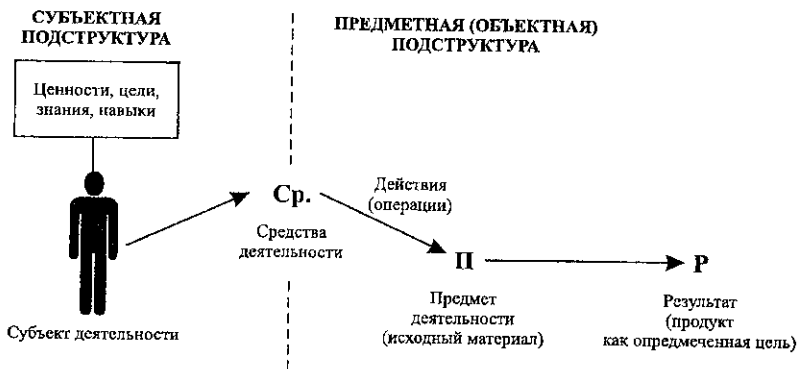 СУБЪЕКТНАЯ
ПОДСТРУКТУРА
ПРЕДМЕТНАЯ (ОБЪЕКТНАЯ)
ПОДСТРУКТУРА
Ценности, цели,
знания, навыки
Ср.
Средства
деятельности
Действия
(операции)
П
Р
Субъект деятельности
Предмет
деятельности
(исходный материал)
Результат
(продукт
как опредмеченная цель)